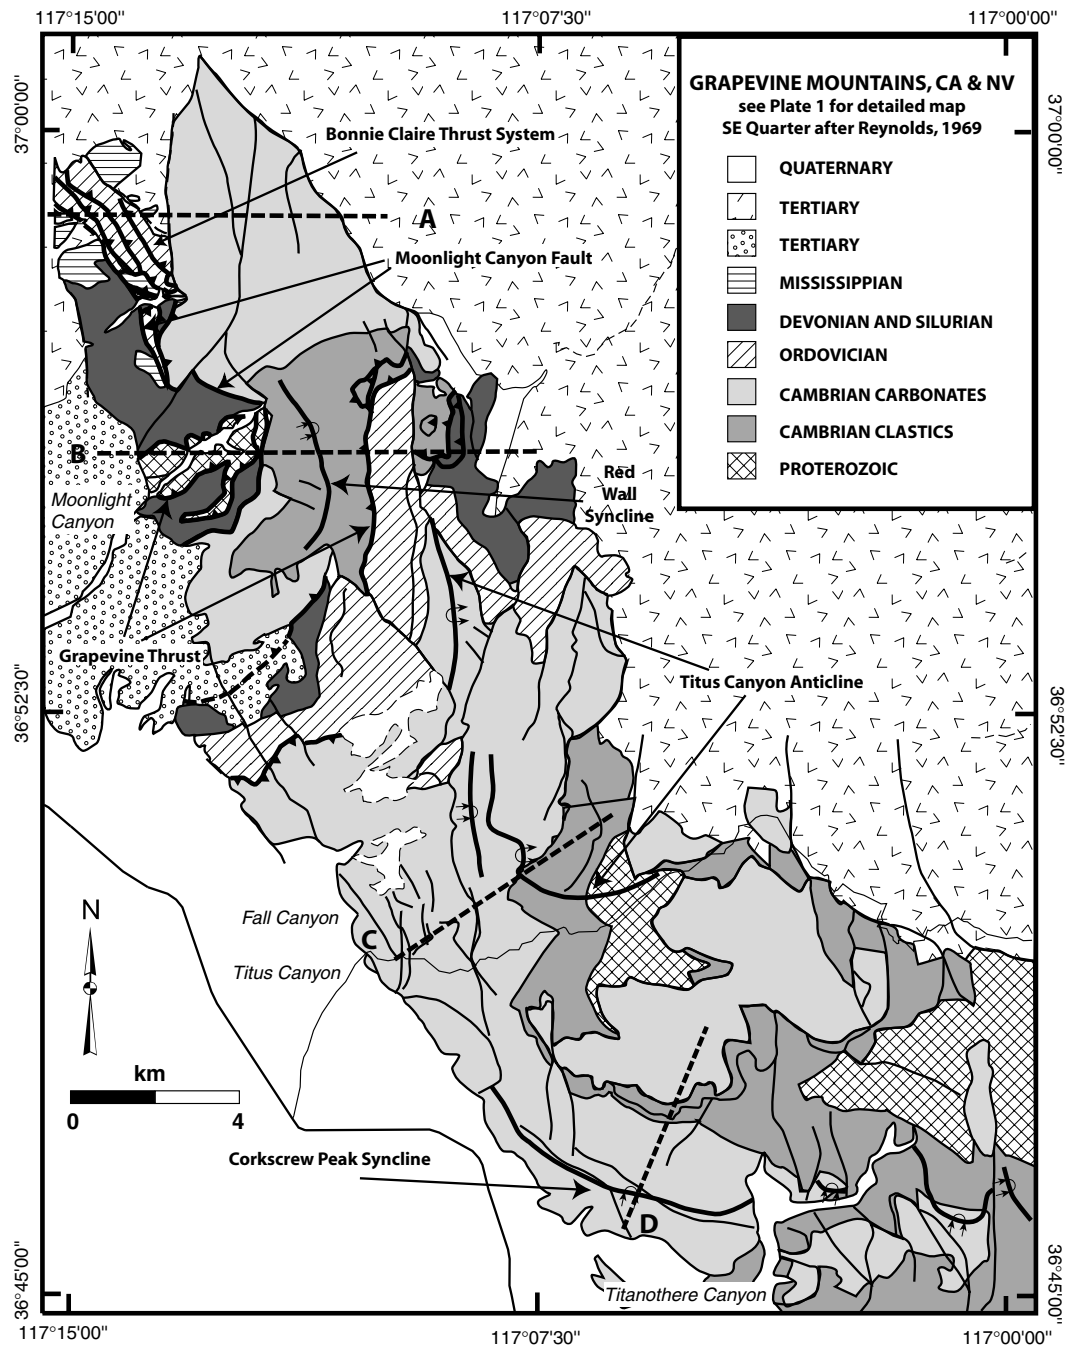 117°15'00"
117°07'30"
117°00'00"
37°00'00"
37°00'00"
GRAPEVINE MOUNTAINS, CA & NV
see Plate 1 for detailed map
SE Quarter after Reynolds, 1969
QUATERNARY
TERTIARY
TERTIARY
MISSISSIPPIAN
DEVONIAN AND SILURIAN
ORDOVICIAN
CAMBRIAN CARBONATES
CAMBRIAN CLASTICS
PROTEROZOIC
Bonnie Claire Thrust System
A
Moonlight Canyon Fault
B
Red
Wall
Syncline
Moonlight
Canyon
Grapevine Thrust
Titus Canyon Anticline
36°52'30"
36°52'30"
N
Fall Canyon
C
Titus Canyon
km
0
4
Corkscrew Peak Syncline
D
Titanothere Canyon
36°45'00"
36°45'00"
117°15'00"
117°07'30"
117°00'00"